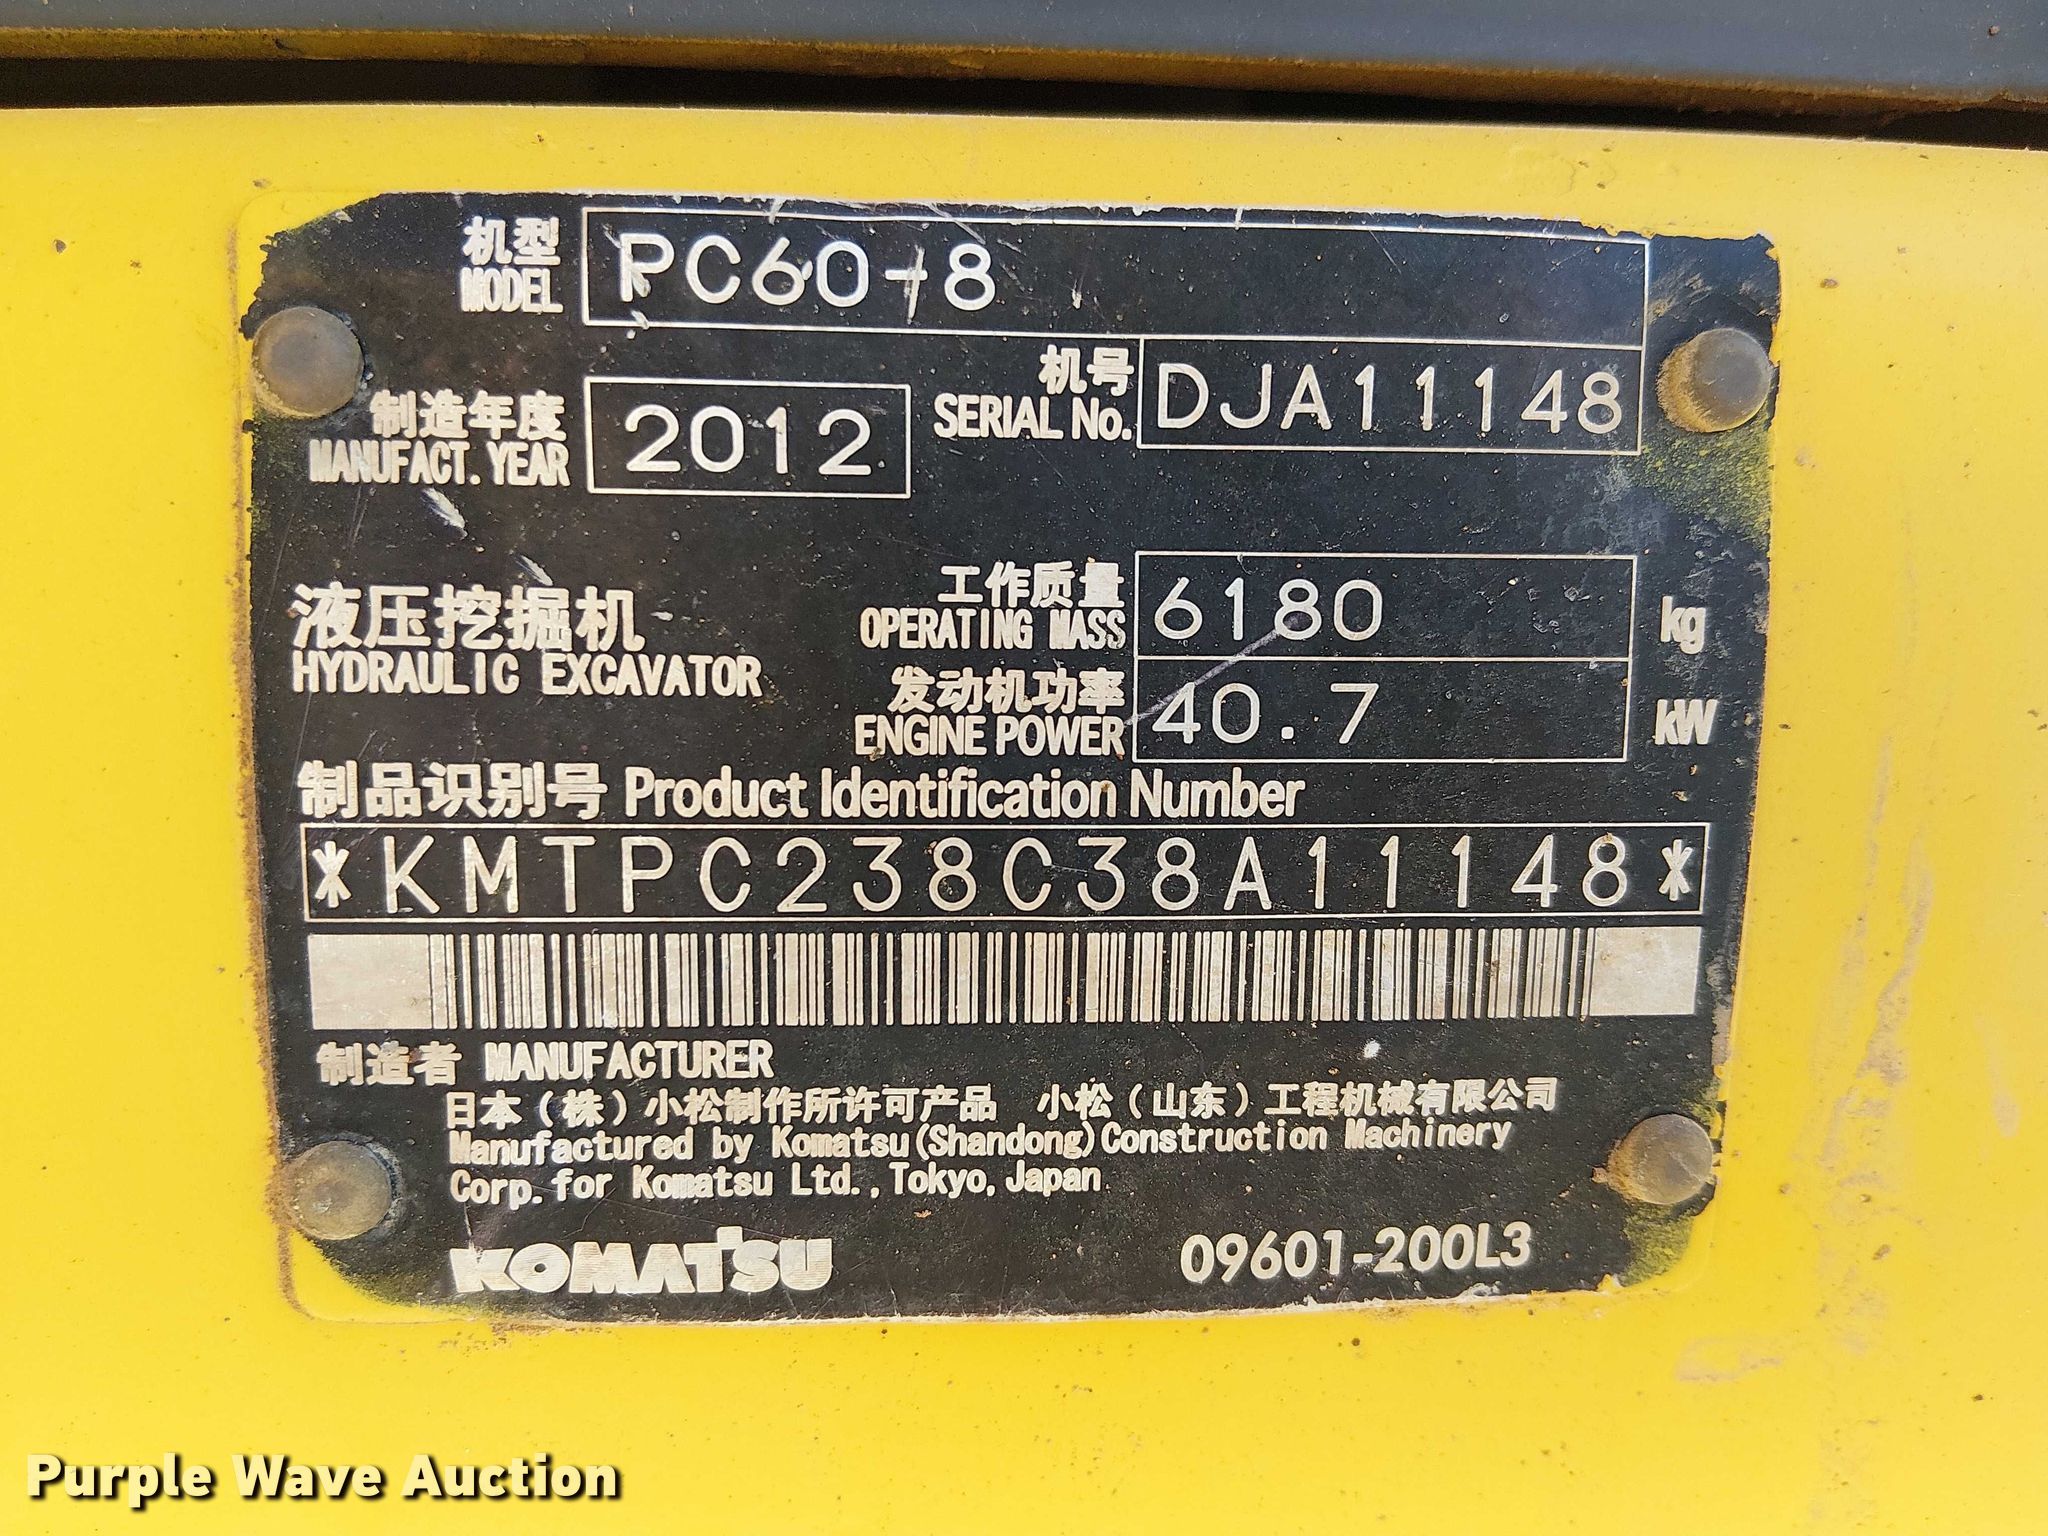 机型
MODEL
PC60-8
机号
SERIAL No.
DJA11148
制造年度
MANUFACT. YEAR
2012
液压挖掘机
HYDRAULIC EXCAVATOR
工作质量
OPERATING MASS
6180
kg
发动机功率
ENGINE POWER
40.7
kW
制品识别号 Product Identification Number
*KMTPC238C38A11148*
制造者 MANUFACTURER
日本（株）小松制作所许可产品 小松（山东）工程机械有限公司
Manufactured by Komatsu(Shandong)Construction Machinery
Corp. for Komatsu Ltd.,Tokyo,Japan
KOMATSU
09601-200L3
Purple Wave Auction